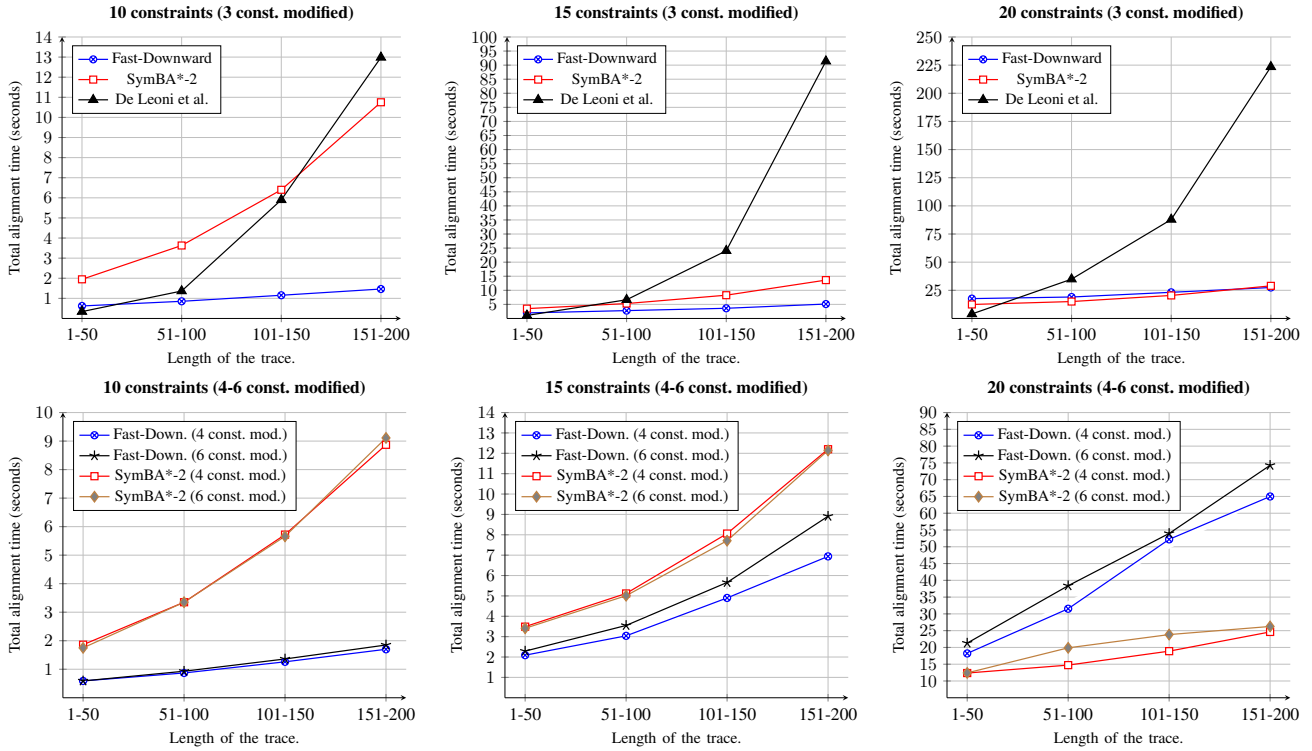 10 constraints (3 const. modified)
Total alignment time (seconds)
14
13
12
11
10
9
8
7
6
5
4
3
2
1
Fast-Downward
SymBA*-2
De Leoni et al.
1-50
51-100
101-150
151-200
Length of the trace.
15 constraints (3 const. modified)
Total alignment time (seconds)
100
95
90
85
80
75
70
65
60
55
50
45
40
35
30
25
20
15
10
5
Fast-Downward
SymBA*-2
De Leoni et al.
1-50
51-100
101-150
151-200
Length of the trace.
20 constraints (3 const. modified)
Total alignment time (seconds)
250
225
200
175
150
125
100
75
50
25
Fast-Downward
SymBA*-2
De Leoni et al.
1-50
51-100
101-150
151-200
Length of the trace.
10 constraints (4-6 const. modified)
Total alignment time (seconds)
10
9
8
7
6
5
4
3
2
1
Fast-Down. (4 const. mod.)
Fast-Down. (6 const. mod.)
SymBA*-2 (4 const. mod.)
SymBA*-2 (6 const. mod.)
1-50
51-100
101-150
151-200
Length of the trace.
15 constraints (4-6 const. modified)
Total alignment time (seconds)
14
13
12
11
10
9
8
7
6
5
4
3
2
1
Fast-Down. (4 const. mod.)
Fast-Down. (6 const. mod.)
SymBA*-2 (4 const. mod.)
SymBA*-2 (6 const. mod.)
1-50
51-100
101-150
151-200
Length of the trace.
20 constraints (4-6 const. modified)
Total alignment time (seconds)
90
85
80
75
70
65
60
55
50
45
40
35
30
25
20
15
10
Fast-Down. (4 const. mod.)
Fast-Down. (6 const. mod.)
SymBA*-2 (4 const. mod.)
SymBA*-2 (6 const. mod.)
1-50
51-100
101-150
151-200
Length of the trace.